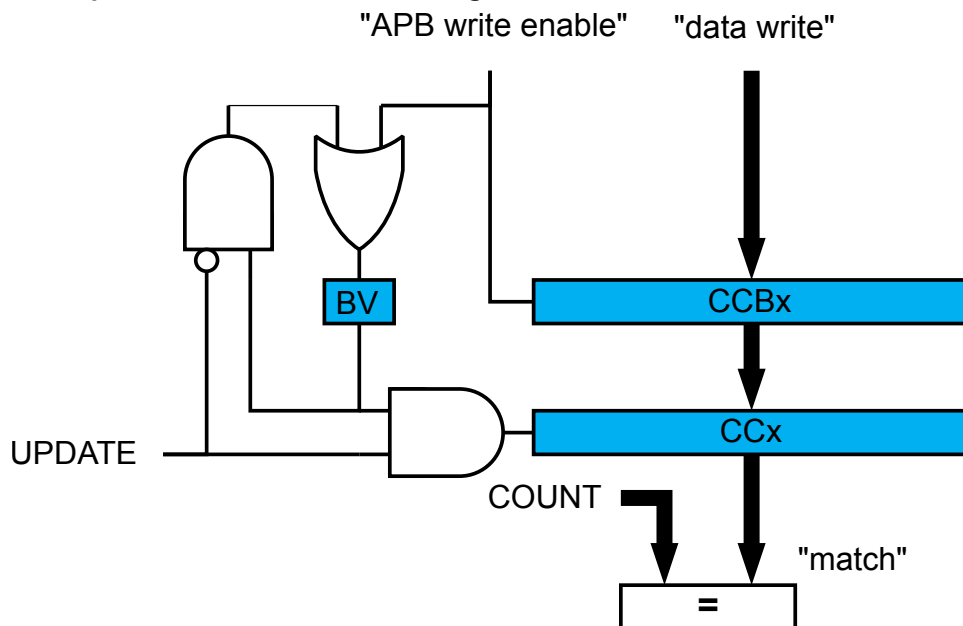 "APB write enable"
"data write"
BV
CCBx
CCx
UPDATE
COUNT
"match"
=